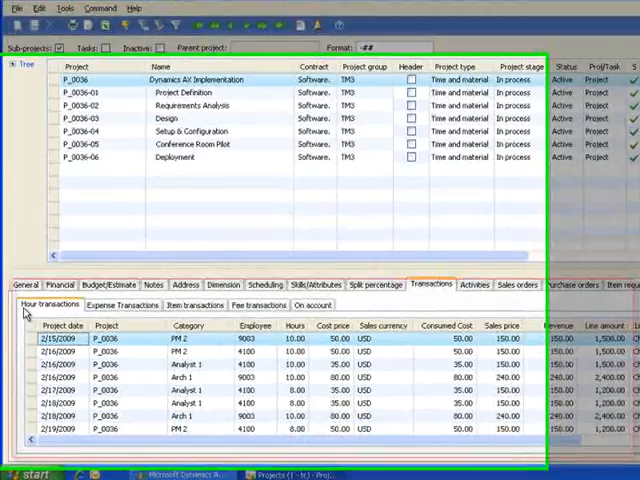 File Edit Tools Command Help
Sub-projects: Tasks: Inactive: Parent project: Format: -##
Tree
Project Name Contract Project group Header Project type Project stage Status Proj/Task S
P_0036 Dynamics AX Implementation Software. TM3 Time and material In process Active Project
P_0036-01 Project Definition Software. TM3 Time and material In process Active Project
P_0036-02 Requirements Analysis Software. TM3 Time and material In process Active Project
P_0036-03 Design Software. TM3 Time and material In process Active Project
P_0036-04 Setup & Configuration Software. TM3 Time and material In process Active Project
P_0036-05 Conference Room Pilot Software. TM3 Time and material In process Active Project
P_0036-06 Deployment Software. TM3 Time and material In process Active Project
General Financial Budget/Estimate Notes Address Dimension Scheduling Skills/Attributes Split percentage Transactions Activities Sales orders Purchase orders Item requ
Hour transactions Expense Transactions Item transactions Fee transactions On account
Project date Project Category Employee Hours Cost price Sales currency Consumed Cost Sales price Revenue Line amount
2/15/2009 P_0036 PM 2 9003 10.00 50.00 USD 50.00 150.00 150.00 1,500.00
2/16/2009 P_0036 PM 2 4100 10.00 50.00 USD 50.00 150.00 150.00 1,500.00
2/16/2009 P_0036 Analyst 1 4100 10.00 35.00 USD 35.00 150.00 150.00 1,500.00
2/16/2009 P_0036 Arch 1 9003 10.00 80.00 USD 80.00 240.00 240.00 2,400.00
2/17/2009 P_0036 Analyst 1 4100 8.00 35.00 USD 35.00 150.00 150.00 1,200.00
2/18/2009 P_0036 Analyst 1 4100 8.00 35.00 USD 35.00 150.00 150.00 1,200.00
2/18/2009 P_0036 Arch 1 9003 10.00 80.00 USD 80.00 240.00 240.00 2,400.00
2/19/2009 P_0036 PM 2 4100 8.00 50.00 USD 50.00 150.00 150.00 1,200.00
start Microsoft Dynamics A... Projects (1 - tr) - Proj...